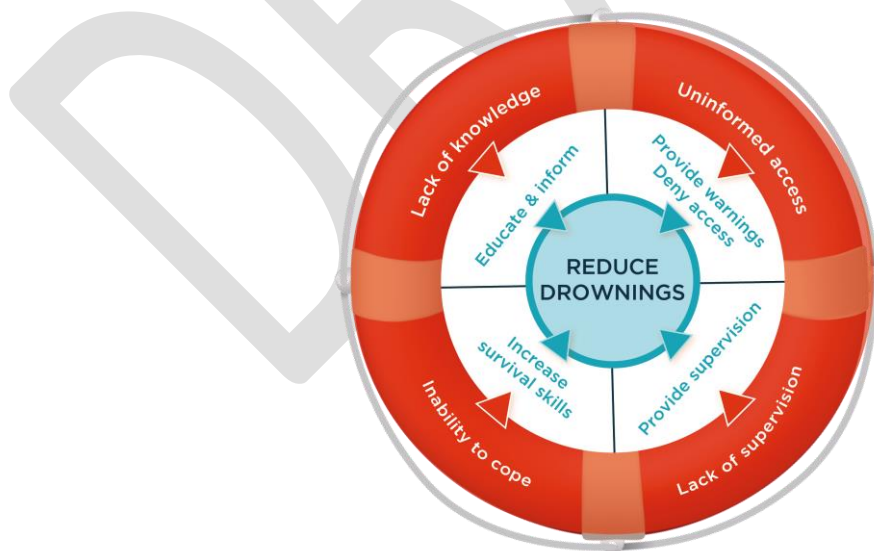 Lack of knowledge
Uninformed access
Educate & inform
Provide warnings
Deny access
REDUCE
DROWNINGS
Increase
survival skills
Provide supervision
Inability to cope
Lack of supervision